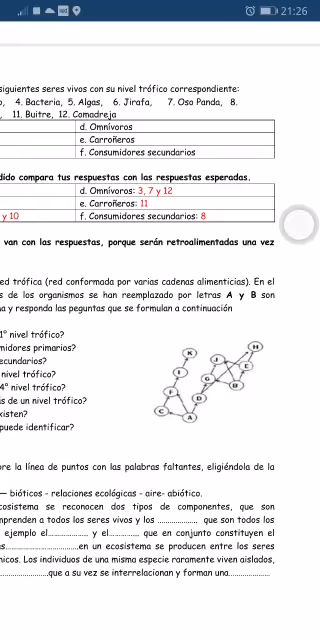 21:26
siguientes seres vivos con su nivel trófico correspondiente:
o, 4. Bacteria, 5. Algas, 6. Jirafa, 7. Oso Panda, 8.
, 11. Buitre, 12. Comadreja
d. Omnívoros
e. Carroñeros
f. Consumidores secundarios
dido compara tus respuestas con las respuestas esperadas.
d. Omnívoros: 3, 7 y 12
e. Carroñeros: 11
y 10 f. Consumidores secundarios: 8
van con las respuestas, porque serán retroalimentadas una vez
ed trófica (red conformada por varias cadenas alimenticias). En el
s de los organismos se han reemplazado por letras A y B son
a y responda las peguntas que se formulan a continuación
1° nivel trófico?
midores primarios?
ecundarios?
nivel trófico?
4° nivel trófico?
s de un nivel trófico?
xisten?
puede identificar?
K
H
J
E
I
G
B
F
D
C
A
bre la línea de puntos con las palabras faltantes, eligiéndola de la
— bióticos - relaciones ecológicas - aire- abiótico.
cosistema se reconocen dos tipos de componentes, que son
mprenden a todos los seres vivos y los .................... que son todos los
ejemplo el.................. y el............. que en conjunto constituyen el
s.................................en un ecosistema se producen entre los seres
nicos. Los individuos de una misma especie raramente viven aislados,
.....................que a su vez se interrelacionan y forman una..................